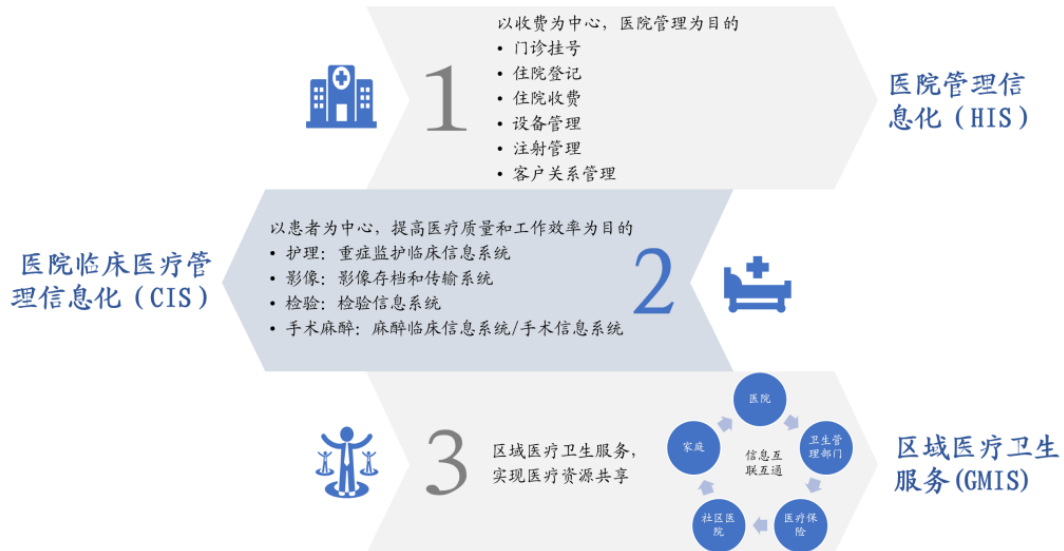 以收费为中心，医院管理为目的
• 门诊挂号
• 住院登记
• 住院收费
• 设备管理
• 注射管理
• 客户关系管理
1
医院管理信
息化（HIS）
医院临床医疗管
理信息化（CIS）
以患者为中心，提高医疗质量和工作效率为目的
• 护理：重症监护临床信息系统
• 影像：影像存档和传输系统
• 检验：检验信息系统
• 手术麻醉：麻醉临床信息系统/手术信息系统
2
3
区域医疗卫生服务，
实现医疗资源共享
医院
卫生管
理部门
医疗保
险
社区医
院
家庭
信息互
联互通
区域医疗卫生
服务(GMIS)